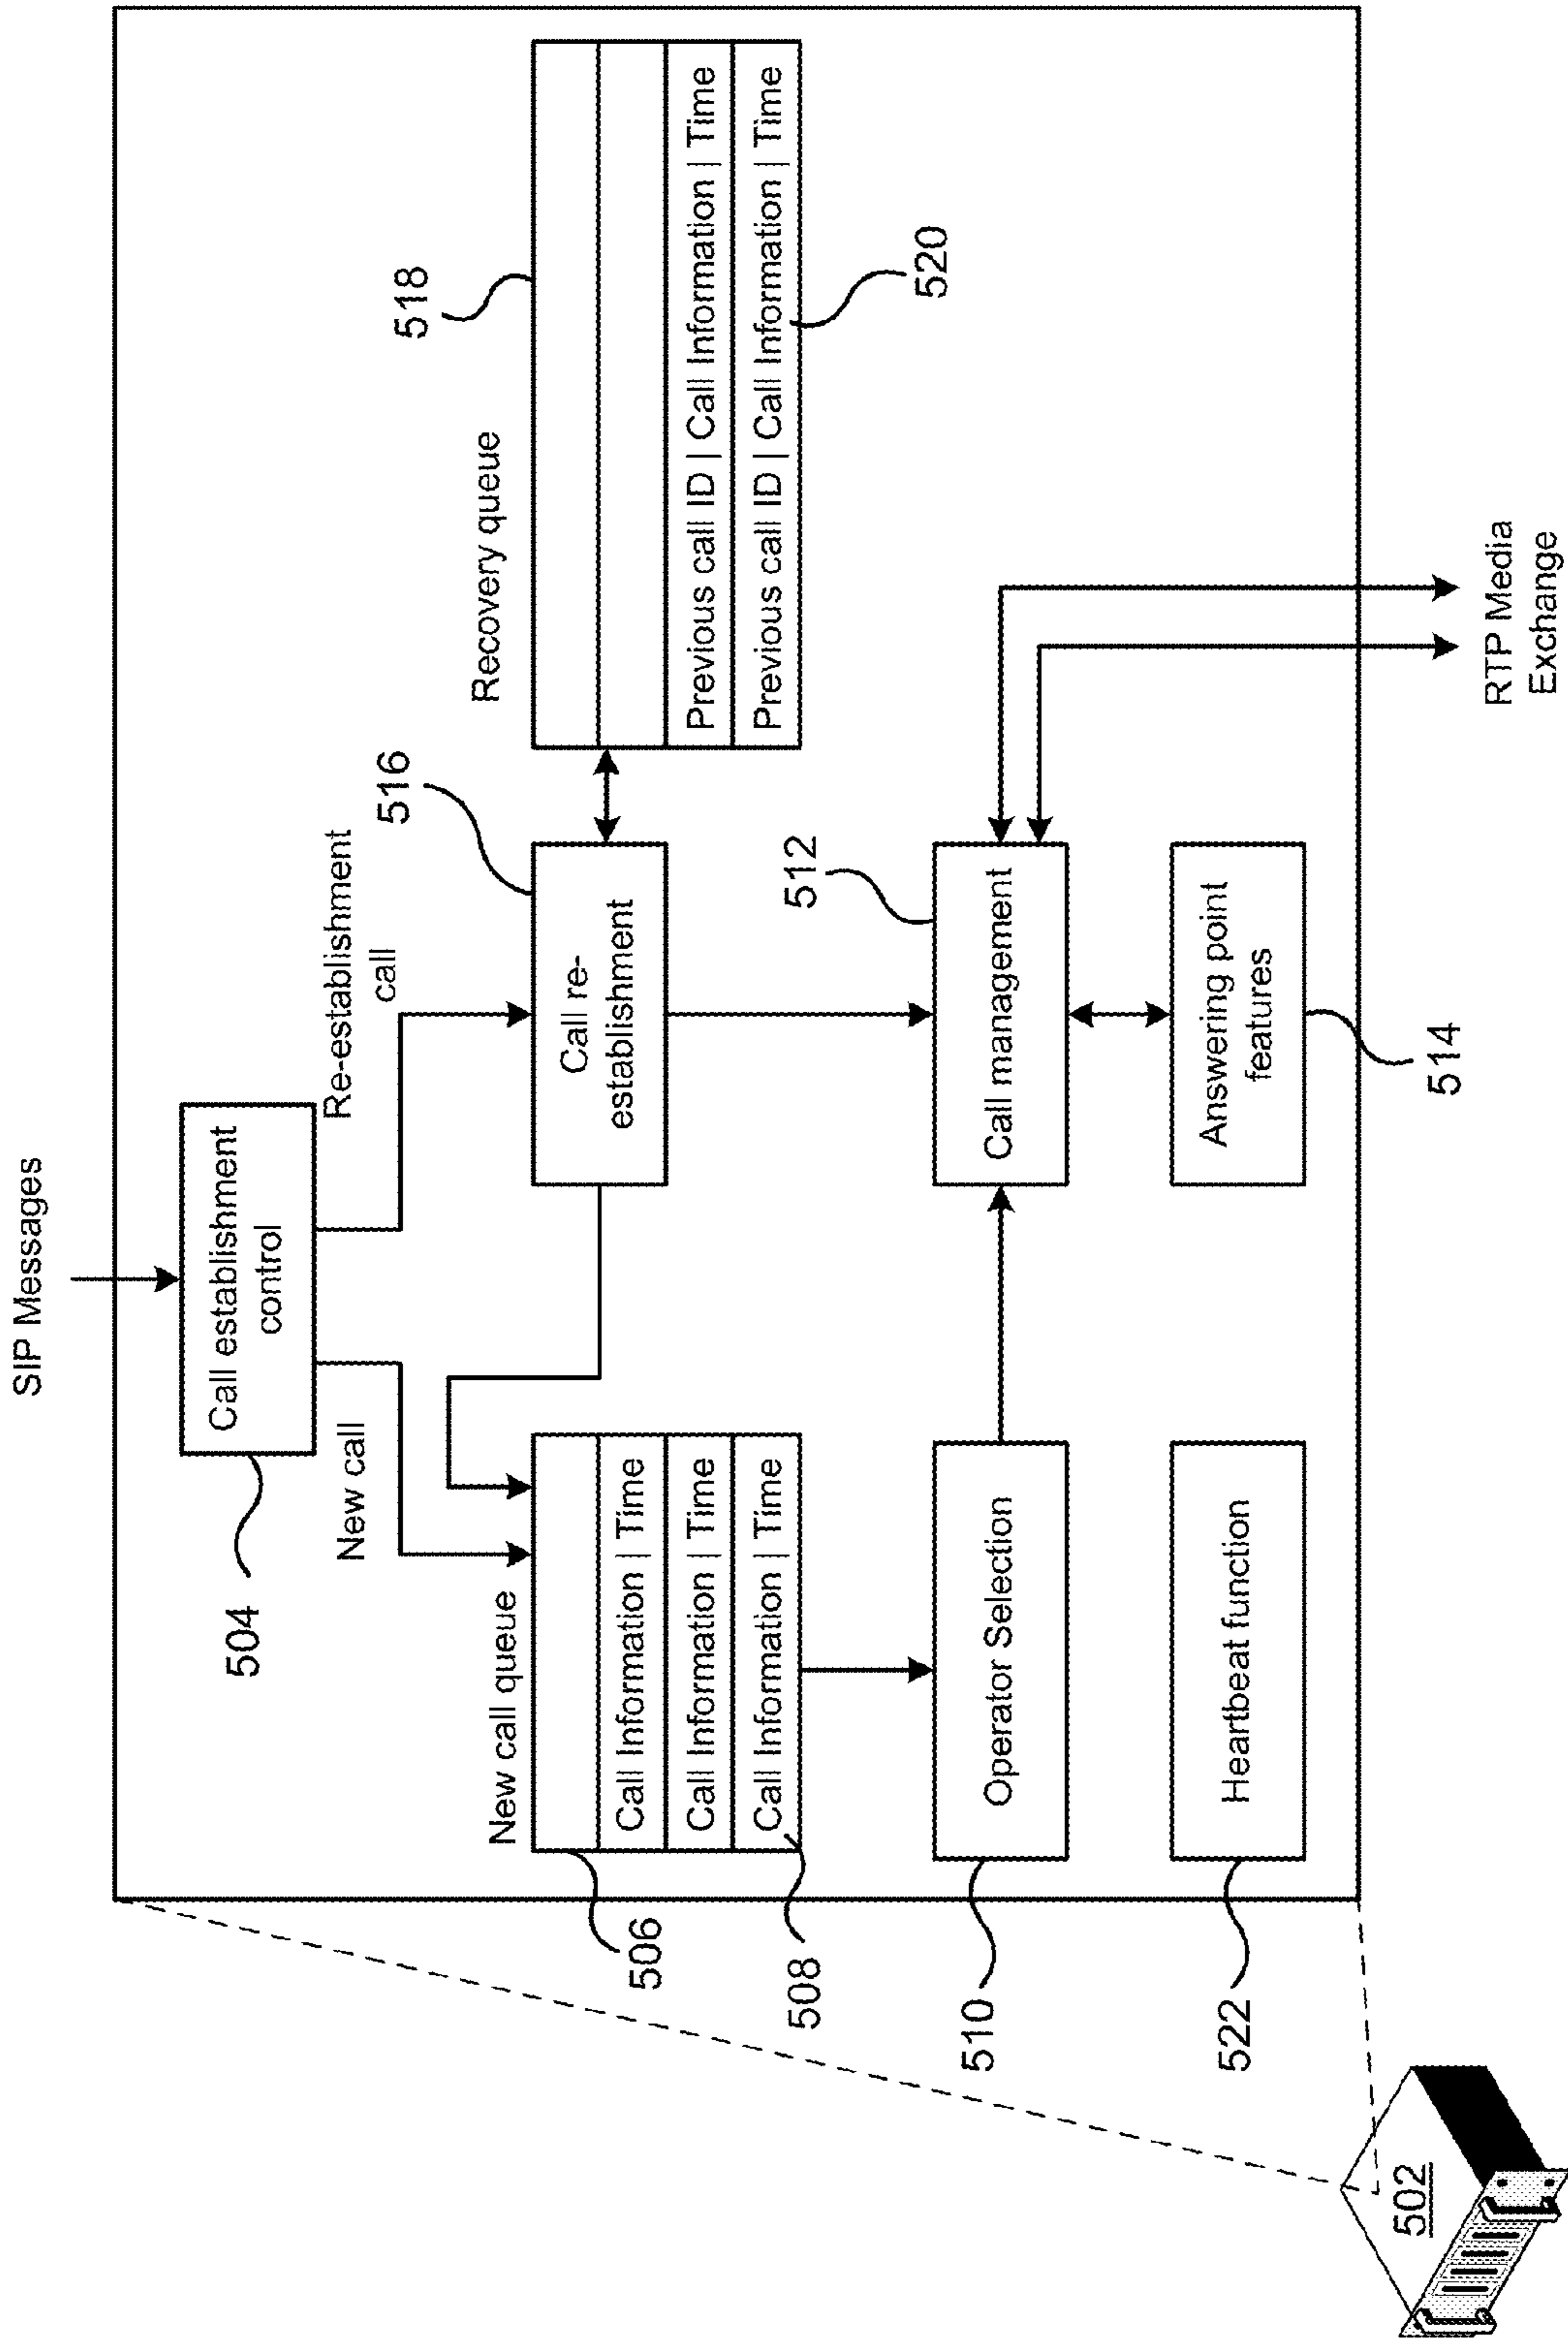 SIP Messages
Call establishment
control
504
New call
Re-establishment
call
516
518
New call queue
Recovery queue
506
Call Information | Time
Call Information | Time
Call Information | Time
508
Call re-
establishment
Previous call ID | Call Information | Time
Previous call ID | Call Information | Time
520
510
Operator Selection
512
Call management
522
Heartbeat function
Answering point
features
514
RTP Media
Exchange
502